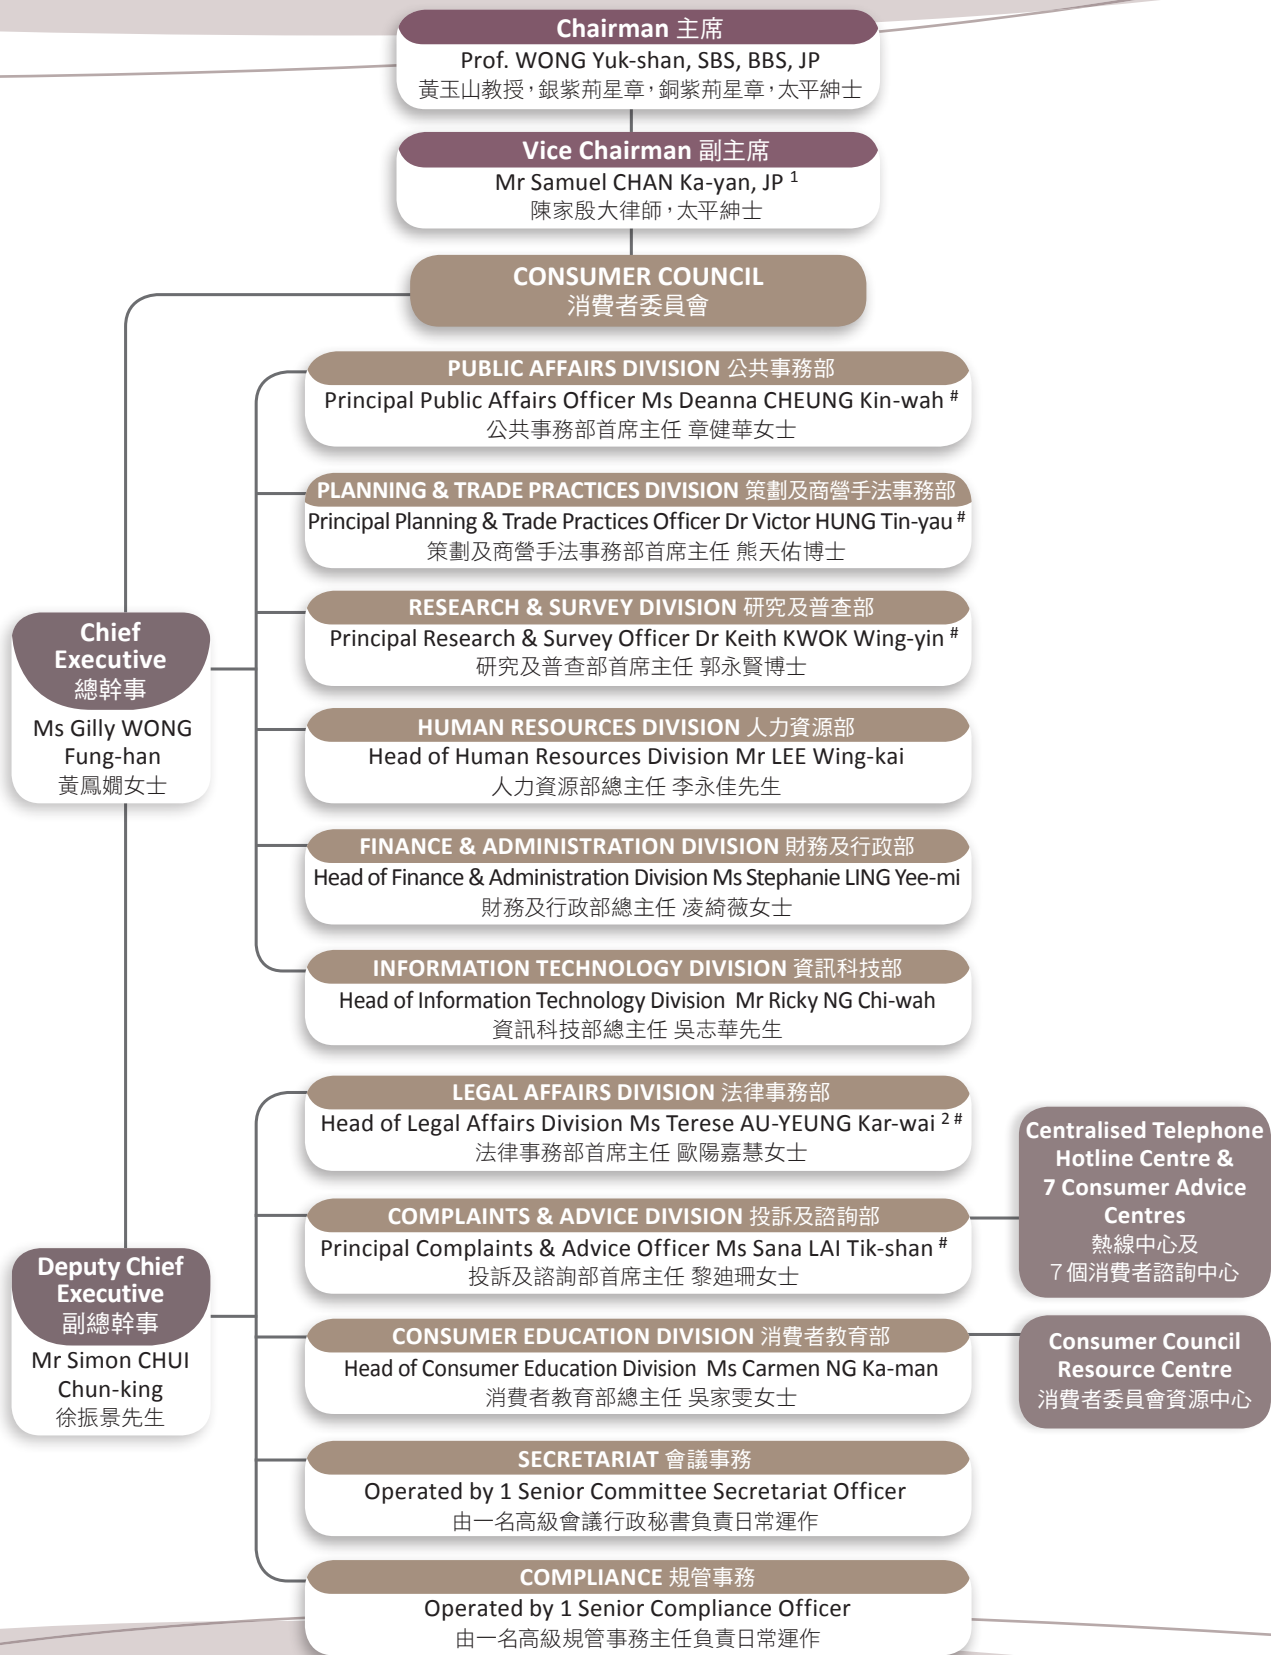 Chairman 主席
Prof. WONG Yuk-shan, SBS, BBS, JP
黃玉山教授，銀紫荊星章，銅紫荊星章，太平紳士
Vice Chairman 副主席
Mr Samuel CHAN Ka-yan, JP 1
陳家殷大律師，太平紳士
CONSUMER COUNCIL
消費者委員會
PUBLIC AFFAIRS DIVISION 公共事務部
Principal Public Affairs Officer Ms Deanna CHEUNG Kin-wah #
公共事務部首席主任 章健華女士
PLANNING & TRADE PRACTICES DIVISION 策劃及商營手法事務部
Principal Planning & Trade Practices Officer Dr Victor HUNG Tin-yau #
策劃及商營手法事務部首席主任 熊天佑博士
RESEARCH & SURVEY DIVISION 研究及普查部
Principal Research & Survey Officer Dr Keith KWOK Wing-yin #
研究及普查部首席主任 郭永賢博士
Chief
Executive
總幹事
Ms Gilly WONG
Fung-han
黃鳳嫺女士
HUMAN RESOURCES DIVISION 人力資源部
Head of Human Resources Division Mr LEE Wing-kai
人力資源部總主任 李永佳先生
FINANCE & ADMINISTRATION DIVISION 財務及行政部
Head of Finance & Administration Division Ms Stephanie LING Yee-mi
財務及行政部總主任 凌綺薇女士
INFORMATION TECHNOLOGY DIVISION 資訊科技部
Head of Information Technology Division Mr Ricky NG Chi-wah
資訊科技部總主任 吳志華先生
LEGAL AFFAIRS DIVISION 法律事務部
Head of Legal Affairs Division Ms Terese AU-YEUNG Kar-wai 2 #
法律事務部首席主任 歐陽嘉慧女士
COMPLAINTS & ADVICE DIVISION 投訴及諮詢部
Principal Complaints & Advice Officer Ms Sana LAI Tik-shan #
投訴及諮詢部首席主任 黎廸珊女士
Centralised Telephone
Hotline Centre &
7 Consumer Advice
Centres
熱線中心及
7個消費者諮詢中心
Deputy Chief
Executive
副總幹事
Mr Simon CHUI
Chun-king
徐振景先生
CONSUMER EDUCATION DIVISION 消費者教育部
Head of Consumer Education Division Ms Carmen NG Ka-man
消費者教育部總主任 吳家雯女士
Consumer Council
Resource Centre
消費者委員會資源中心
SECRETARIAT 會議事務
Operated by 1 Senior Committee Secretariat Officer
由一名高級會議行政秘書負責日常運作
COMPLIANCE 規管事務
Operated by 1 Senior Compliance Officer
由一名高級規管事務主任負責日常運作